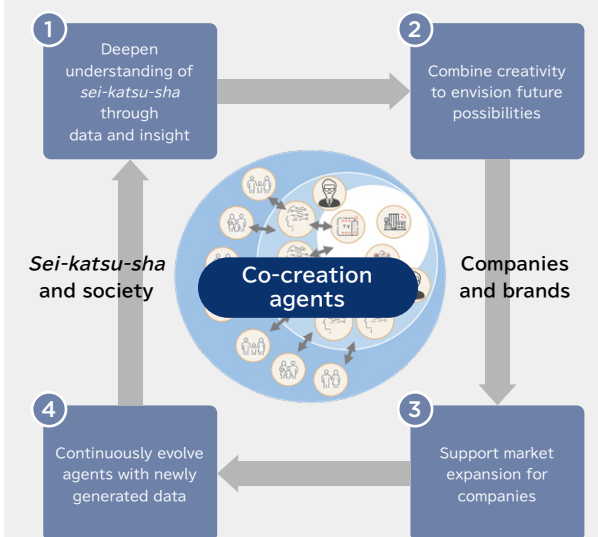 1
Deepen
understanding of
sei-katsu-sha
through
data and insight
2
Combine creativity
to envision future
possibilities
TV
Co-creation
agents
Sei-katsu-sha
and society
Companies
and brands
4
Continuously evolve
agents with newly
generated data
3
Support market
expansion for
companies